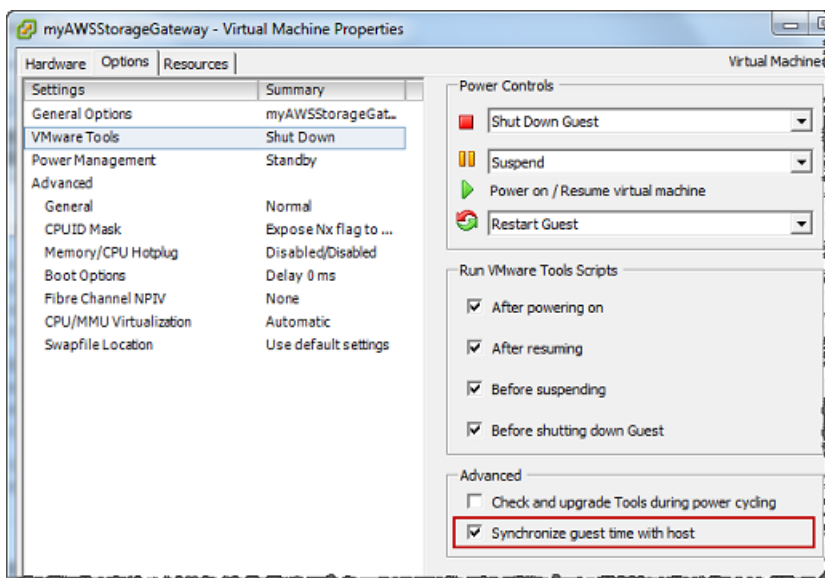 myAWSStorageGateway - Virtual Machine Properties
Hardware Options Resources Virtual Machine
Settings Summary
General Options myAWSStorageGat...
VMware Tools Shut Down
Power Management Standby
Advanced
General Normal
CPUID Mask Expose Nx flag to ...
Memory/CPU Hotplug Disabled/Disabled
Boot Options Delay 0 ms
Fibre Channel NPIV None
CPU/MMU Virtualization Automatic
Swapfile Location Use default settings
Power Controls
Shut Down Guest
Suspend
Power on / Resume virtual machine
Restart Guest
Run VMware Tools Scripts
After powering on
After resuming
Before suspending
Before shutting down Guest
Advanced
Check and upgrade Tools during power cycling
Synchronize guest time with host